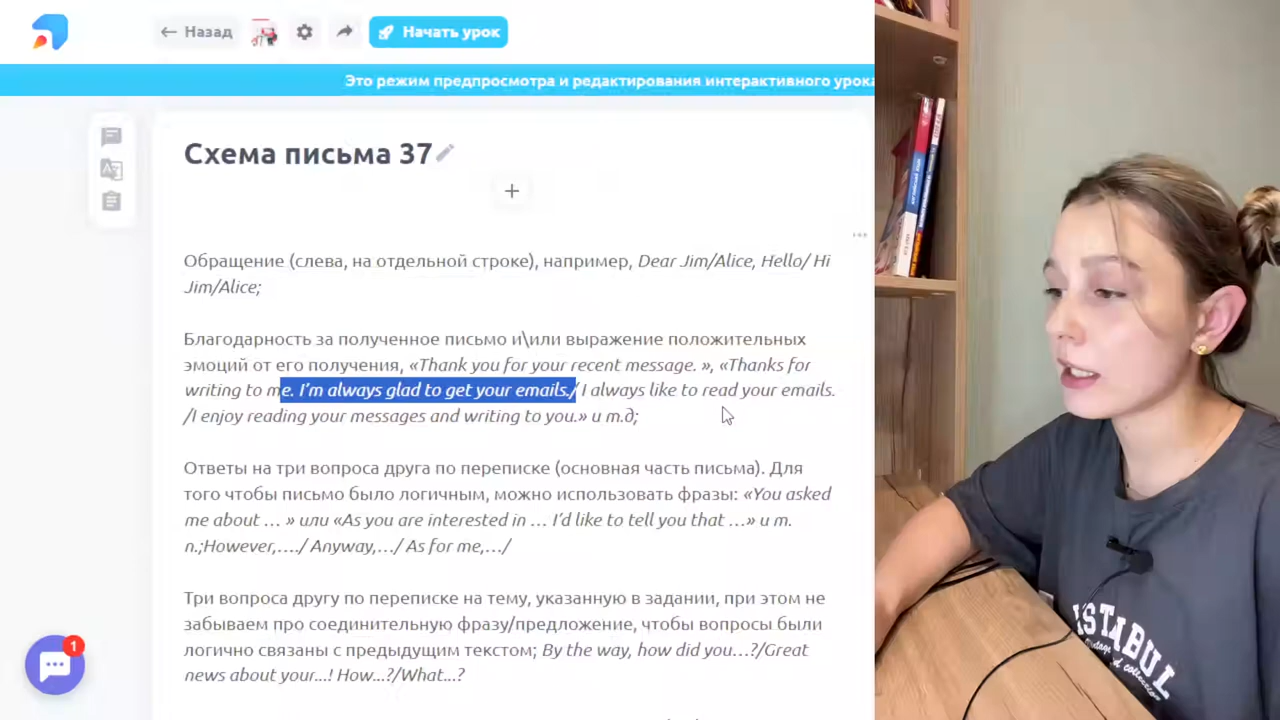 Назад
Начать урок
Это режим предпросмотра и редактирования интерактивного урока
Схема письма 37
Обращение (слева, на отдельной строке), например, Dear Jim/Alice, Hello/ Hi
Jim/Alice;
Благодарность за полученное письмо и\или выражение положительных
эмоций от его получения, «Thank you for your recent message. », «Thanks for
writing to me. I’m always glad to get your emails./ I always like to read your emails.
/I enjoy reading your messages and writing to you.» и т.д;
Ответы на три вопроса друга по переписке (основная часть письма). Для
того чтобы письмо было логичным, можно использовать фразы: «You asked
me about … » или «As you are interested in … I’d like to tell you that …» и т.
п.;However,…./ Anyway,…/ As for me,…/
Три вопроса другу по переписке на тему, указанную в задании, при этом не
забываем про соединительную фразу/предложение, чтобы вопросы были
логично связаны с предыдущим текстом; By the way, how did you…?/Great
news about your...! How...?/What...?
1
ISTABUL